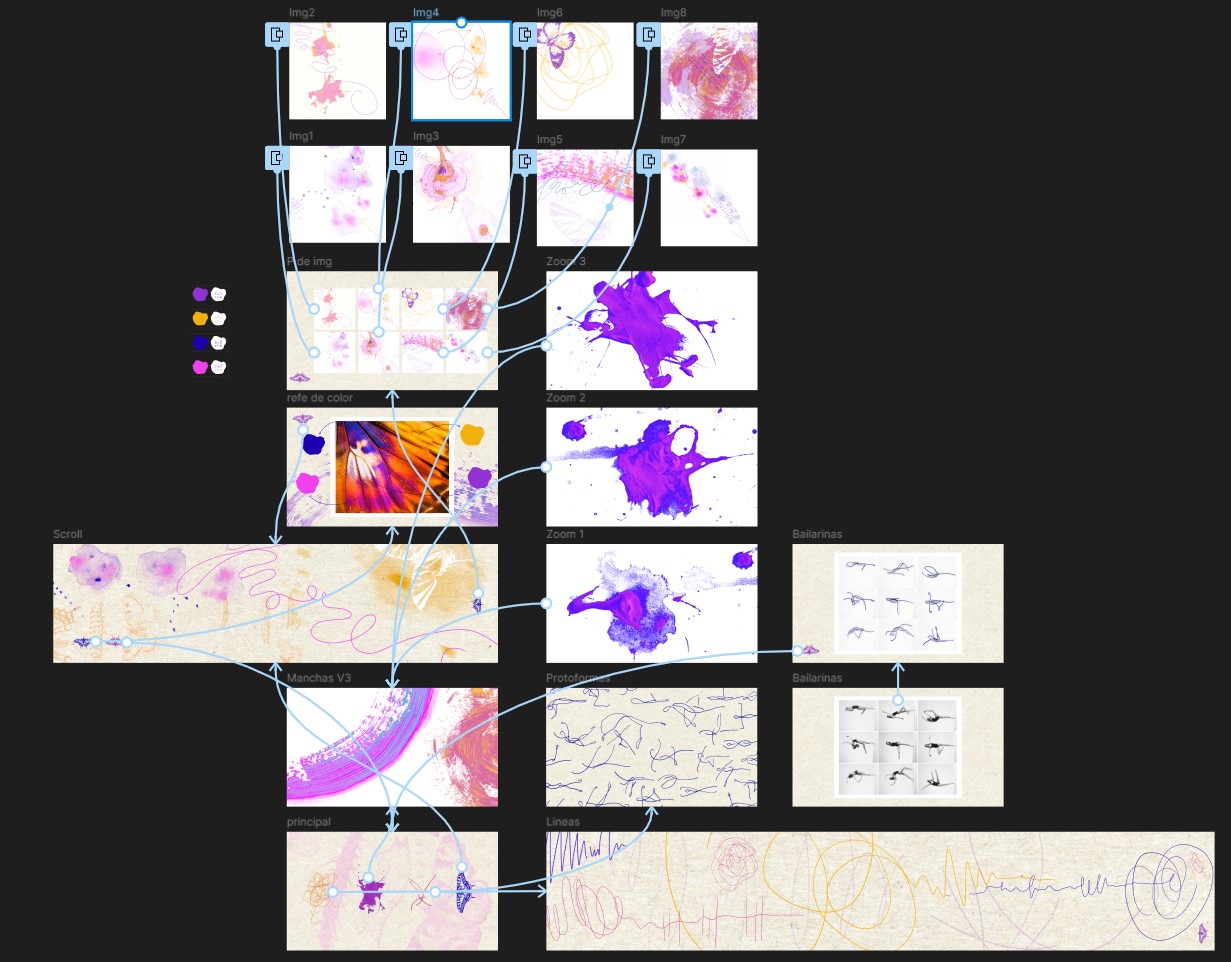 Scroll
principal
Manchas V3
refe de color
P de img
Img1
Img2
Img3
Img4
Lineas
Protoformas
Zoom 1
Zoom 2
Zoom 3
Img5
Img6
Img7
Img8
Bailarinas
Bailarinas